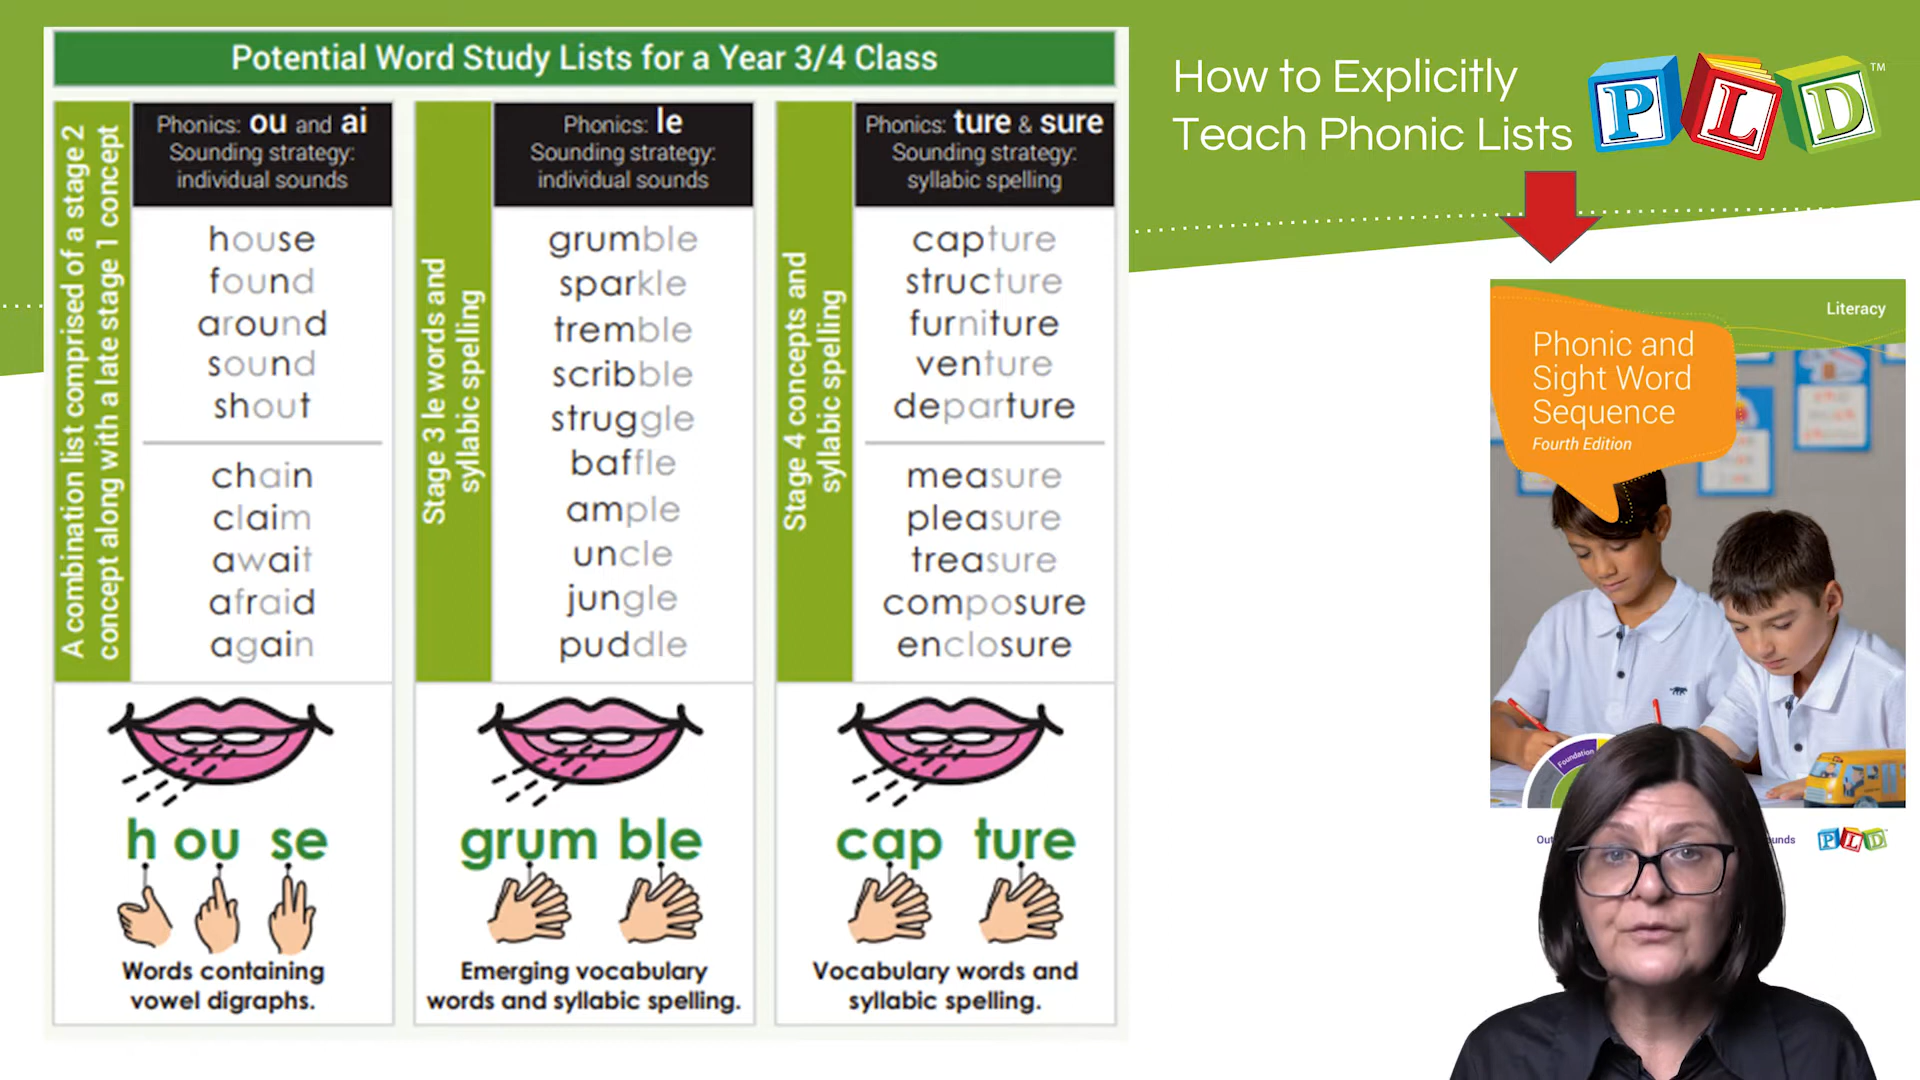 Potential Word Study Lists for a Year 3/4 Class
A combination list comprised of a stage 2
concept along with a late stage 1 concept
Phonics: ou and ai
Sounding strategy:
individual sounds
house
found
around
sound
shout
chain
claim
await
afraid
again
h ou se
Words containing
vowel digraphs.
Stage 3 le words and
syllabic spelling
Phonics: le
Sounding strategy:
individual sounds
grumble
sparkle
tremble
scribble
struggle
baffle
ample
uncle
jungle
puddle
grum ble
Emerging vocabulary
words and syllabic spelling.
Stage 4 concepts and
syllabic spelling
Phonics: ture & sure
Sounding strategy:
syllabic spelling
capture
structure
furniture
venture
departure
measure
pleasure
treasure
composure
enclosure
cap ture
Vocabulary words and
syllabic spelling.
How to Explicitly
Teach Phonic Lists
PLD™
Literacy
Phonic and
Sight Word
Sequence
Fourth Edition
Foundation
PLD